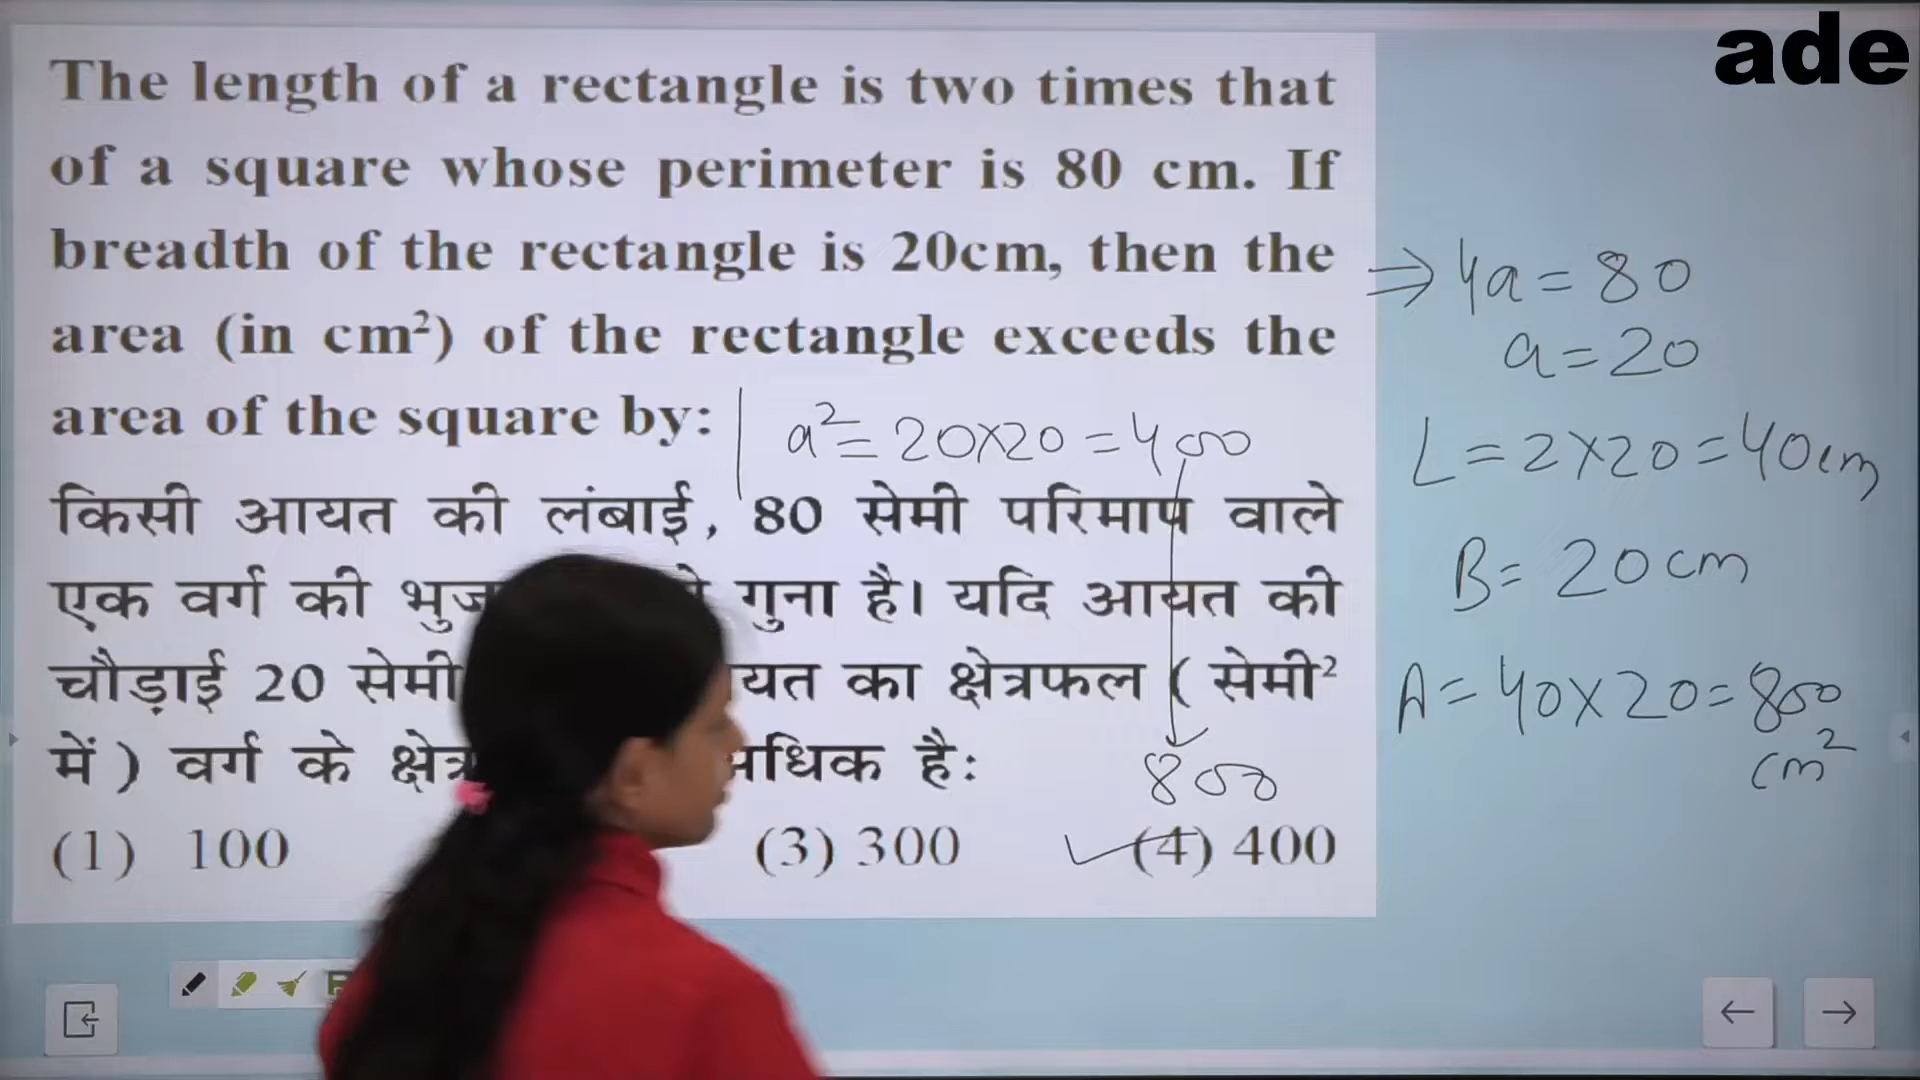 ade
The length of a rectangle is two times that
of a square whose perimeter is 80 cm. If
breadth of the rectangle is 20cm, then the
area (in cm²) of the rectangle exceeds the
area of the square by:
a² = 20×20 = 400
किसी आयत की लंबाई, 80 सेमी परिमाप वाले
एक वर्ग की गुना है। यदि आयत की
चौड़ाई 20 सेमी का क्षेत्रफल ( सेमी²
में ) वर्ग के है:
800
(1) 100 (3) 300 (4) 400
⇒ 4a = 80
a = 20
L = 2×20 = 40cm
B = 20cm
A = 40×20 = 800
cm²